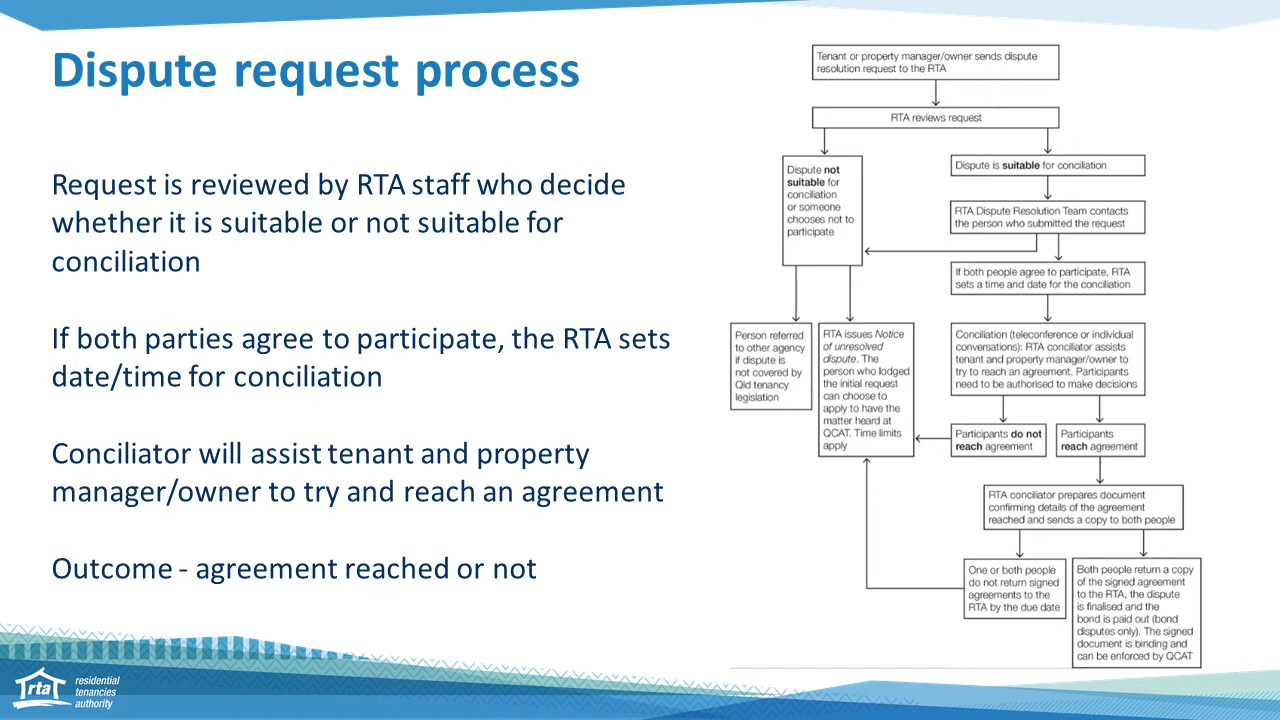 Dispute request process
Request is reviewed by RTA staff who decide
whether it is suitable or not suitable for
conciliation
If both parties agree to participate, the RTA sets
date/time for conciliation
Conciliator will assist tenant and property
manager/owner to try and reach an agreement
Outcome - agreement reached or not
Tenant or property manager/owner sends dispute
resolution request to the RTA
RTA reviews request
Dispute not
suitable for
conciliation
or someone
chooses not to
participate
Dispute is suitable for conciliation
RTA Dispute Resolution Team contacts
the person who submitted the request
If both people agree to participate, RTA
sets a time and date for the conciliation
Person referred
to other agency
if dispute is
not covered by
Qld tenancy
legislation
RTA issues Notice
of unresolved
dispute. The
person who lodged
the initial request
can choose to
apply to have the
matter heard at
QCAT. Time limits
apply
Conciliation (teleconference or individual
conversations): RTA conciliator assists
tenant and property manager/owner to
try to reach an agreement. Participants
need to be authorised to make decisions
Participants do not
reach agreement
Participants
reach agreement
RTA conciliator prepares document
confirming details of the agreement
reached and sends a copy to both people
One or both people
do not return signed
agreements to the
RTA by the due date
Both people return a copy
of the signed agreement
to the RTA, the dispute
is finalised and the
bond is paid out (bond
disputes only). The signed
document is binding and
can be enforced by QCAT
rta
residential
tenancies
authority